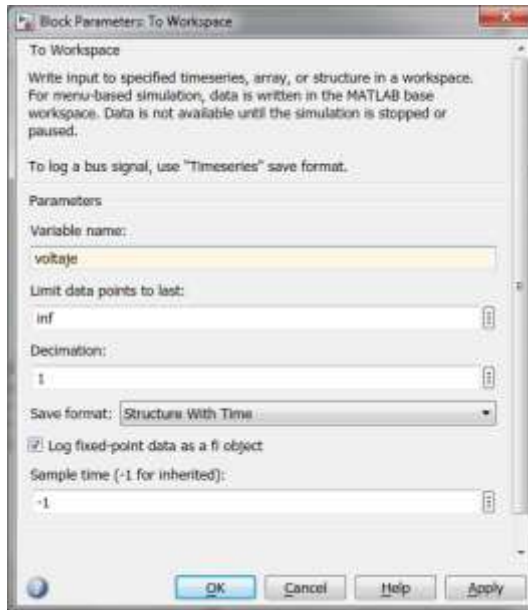 Block Parameters: To Workspace
To Workspace
Write input to specified timeseries, array, or structure in a workspace.
For menu-based simulation, data is written in the MATLAB base
workspace. Data is not available until the simulation is stopped or
paused.
To log a bus signal, use "Timeseries" save format.
Parameters
Variable name:
voltaje
Limit data points to last:
inf
Decimation:
1
Save format: Structure With Time
Log fixed-point data as a fi object
Sample time (-1 for inherited):
-1
OK Cancel Help Apply